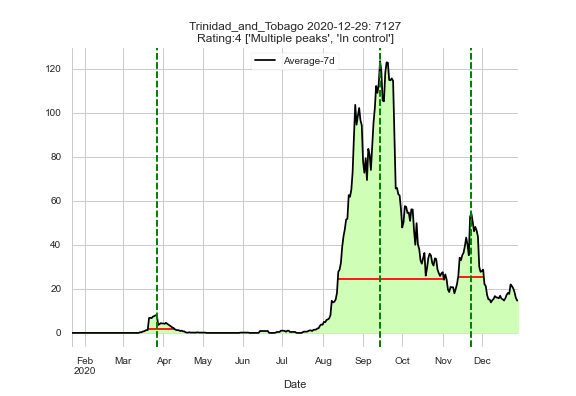 Trinidad_and_Tobago 2020-12-29: 7127
Rating:4 ['Multiple peaks', 'In control']
Average-7d
120
100
80
60
40
20
0
Feb Mar Apr May Jun Jul Aug Sep Oct Nov Dec
2020
Date